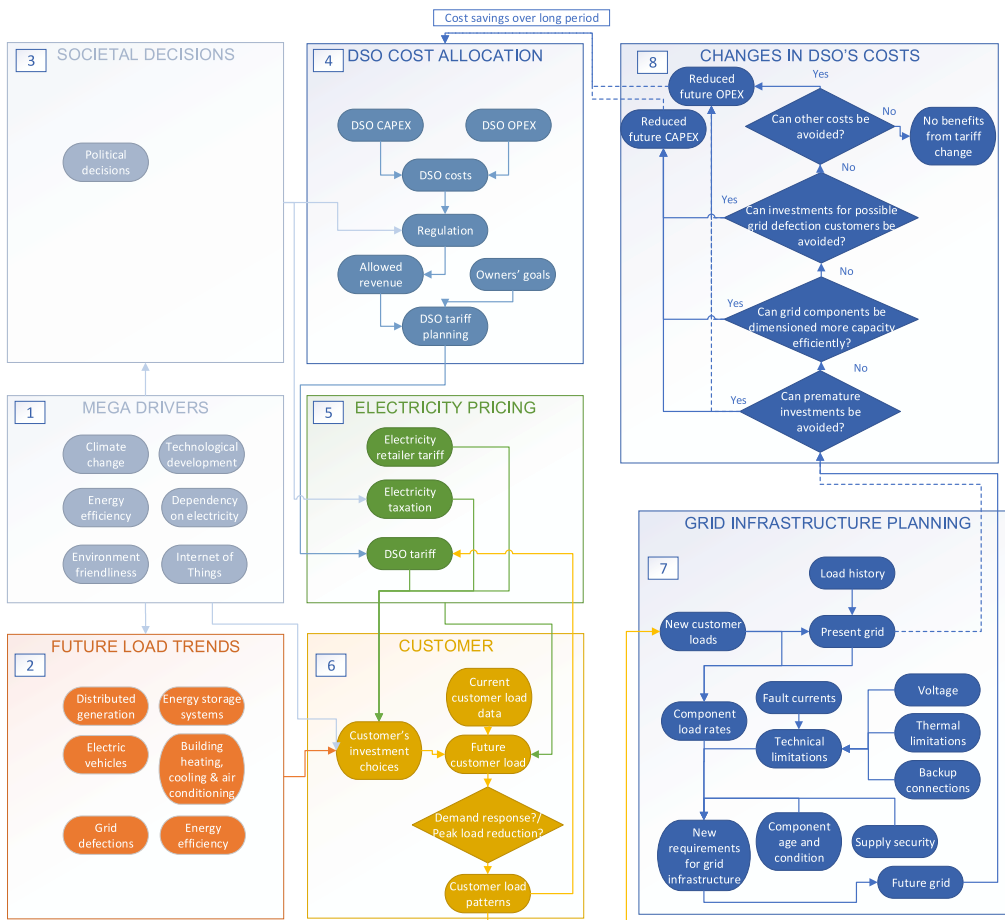 Cost savings over long period
3
SOCIETAL DECISIONS
Political
decisions
4
DSO COST ALLOCATION
DSO CAPEX
DSO OPEX
DSO costs
Regulation
Allowed
revenue
Owners' goals
DSO tariff
planning
8
CHANGES IN DSO'S COSTS
Reduced
future OPEX
Yes
Reduced
future CAPEX
Can other costs be
avoided?
No
No benefits
from tariff
change
No
Yes
Can investments for possible
grid defection customers be
avoided?
No
Yes
Can grid components be
dimensioned more capacity
efficiently?
No
Yes
Can premature
investments be
avoided?
1
MEGA DRIVERS
Climate
change
Technological
development
Energy
efficiency
Dependency
on electricity
Environment
friendliness
Internet of
Things
5
ELECTRICITY PRICING
Electricity
retailer tariff
Electricity
taxation
DSO tariff
2
FUTURE LOAD TRENDS
Distributed
generation
Energy storage
systems
Electric
vehicles
Building
heating,
cooling & air
conditioning
Grid
defections
Energy
efficiency
6
CUSTOMER
Current
customer load
data
Customer's
investment
choices
Future
customer load
Demand response?/
Peak load reduction?
Customer load
patterns
GRID INFRASTRUCTURE PLANNING
7
Load history
New customer
loads
Present grid
Component
load rates
Fault currents
Technical
limitations
Voltage
Thermal
limitations
Backup
connections
New
requirements
for grid
infrastructure
Component
age and
condition
Supply security
Future grid